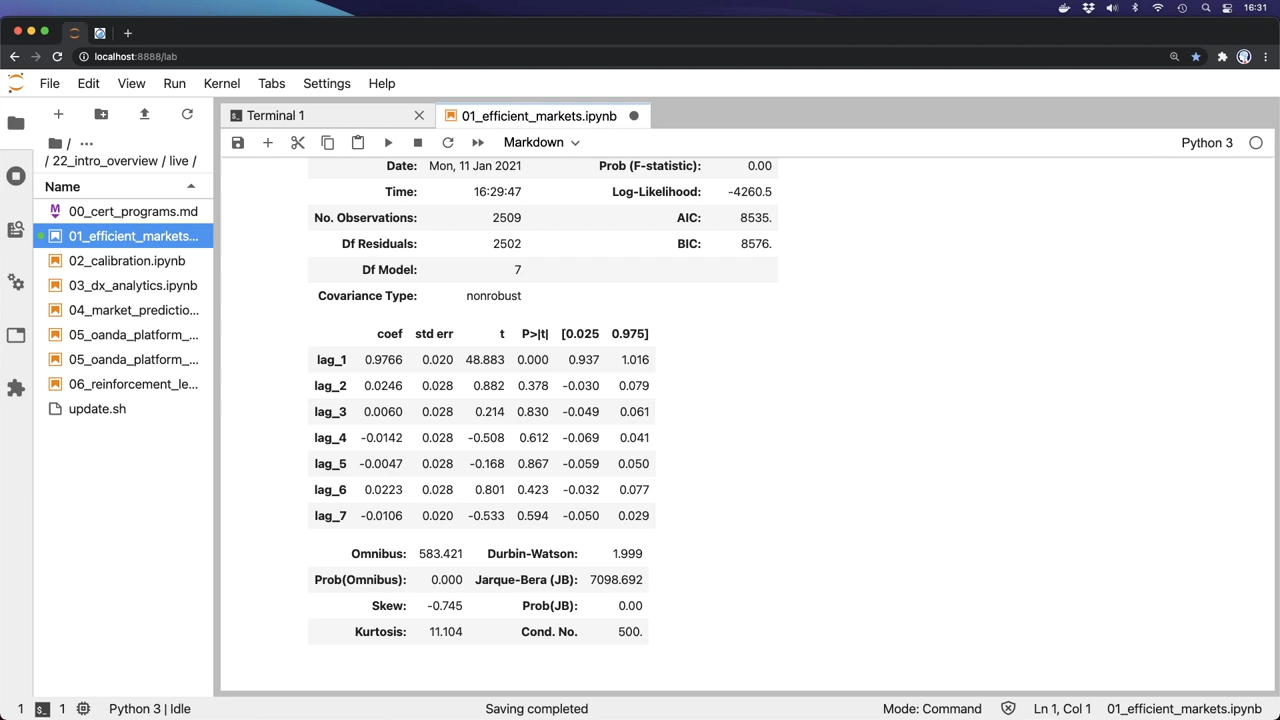 16:31
localhost:8888/lab
File Edit View Run Kernel Tabs Settings Help
Terminal 1
01_efficient_markets.ipynb
Markdown
Python 3
/ ...
/ 22_intro_overview / live /
Name
00_cert_programs.md
01_efficient_markets...
02_calibration.ipynb
03_dx_analytics.ipynb
04_market_predictio...
05_oanda_platform_...
05_oanda_platform_...
06_reinforcement_le...
update.sh
Date: Mon, 11 Jan 2021 Prob (F-statistic): 0.00
Time: 16:29:47 Log-Likelihood: -4260.5
No. Observations: 2509 AIC: 8535.
Df Residuals: 2502 BIC: 8576.
Df Model: 7
Covariance Type: nonrobust
coef std err t P>|t| [0.025 0.975]
lag_1 0.9766 0.020 48.883 0.000 0.937 1.016
lag_2 0.0246 0.028 0.882 0.378 -0.030 0.079
lag_3 0.0060 0.028 0.214 0.830 -0.049 0.061
lag_4 -0.0142 0.028 -0.508 0.612 -0.069 0.041
lag_5 -0.0047 0.028 -0.168 0.867 -0.059 0.050
lag_6 0.0223 0.028 0.801 0.423 -0.032 0.077
lag_7 -0.0106 0.020 -0.533 0.594 -0.050 0.029
Omnibus: 583.421 Durbin-Watson: 1.999
Prob(Omnibus): 0.000 Jarque-Bera (JB): 7098.692
Skew: -0.745 Prob(JB): 0.00
Kurtosis: 11.104 Cond. No. 500.
1 1 Python 3 | Idle Saving completed Mode: Command Ln 1, Col 1 01_efficient_markets.ipynb